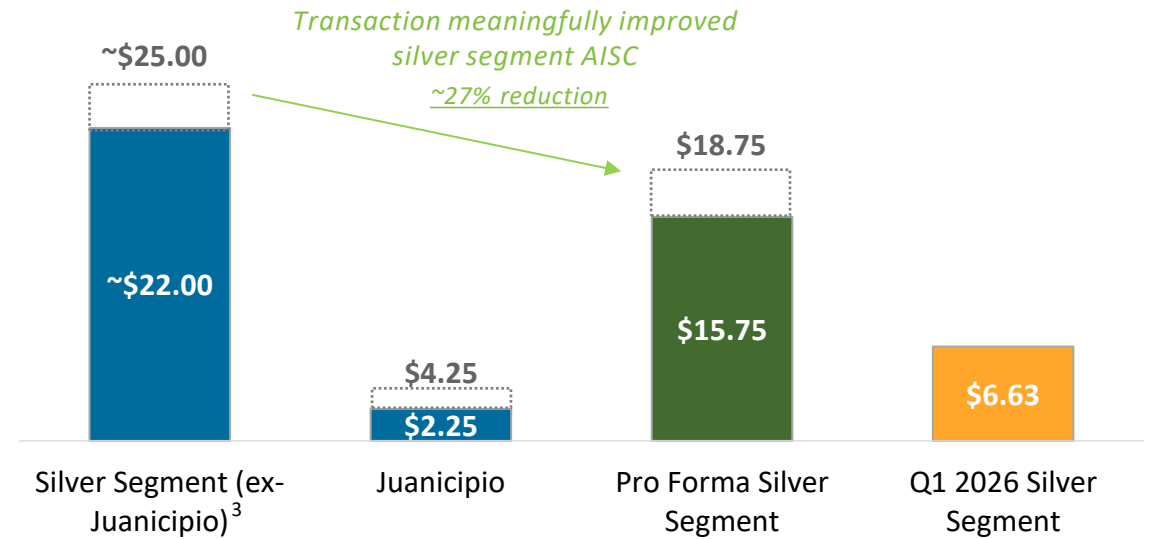 Transaction meaningfully improved
silver segment AISC
~27% reduction
~$25.00
~$22.00
$4.25
$2.25
$18.75
$15.75
$6.63
Silver Segment (ex-
Juanicipio)3
Juanicipio
Pro Forma Silver
Segment
Q1 2026 Silver
Segment